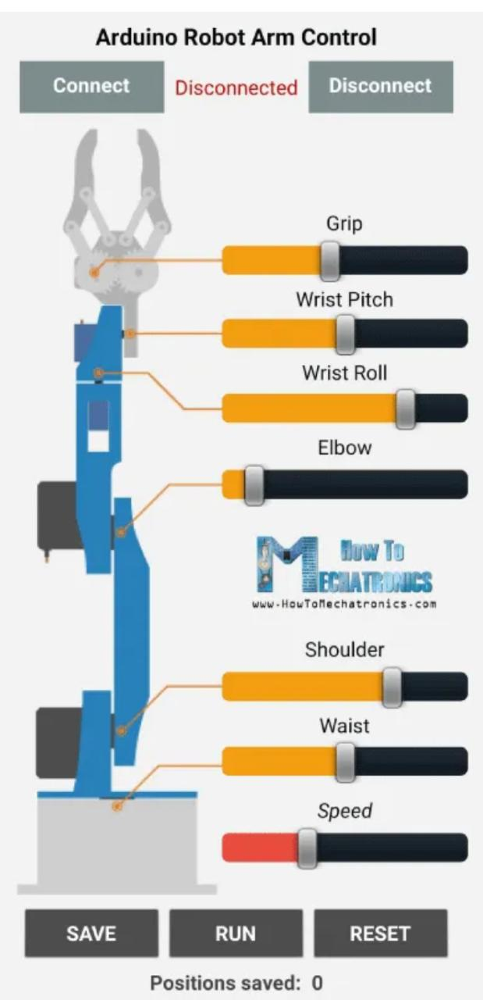 Arduino Robot Arm Control
Connect Disconnected Disconnect
Grip
Wrist Pitch
Wrist Roll
Elbow
How To
MECHATRONICS
www.HowToMechatronics.com
Shoulder
Waist
Speed
SAVE RUN RESET
Positions saved: 0